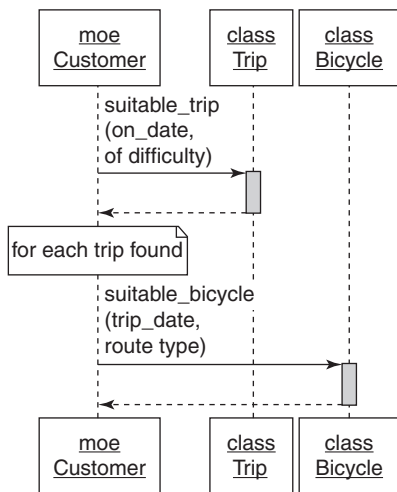 moe
Customer
class
Trip
class
Bicycle
suitable_trip
(on_date,
of difficulty)
for each trip found
suitable_bicycle
(trip_date,
route type)
moe
Customer
class
Trip
class
Bicycle